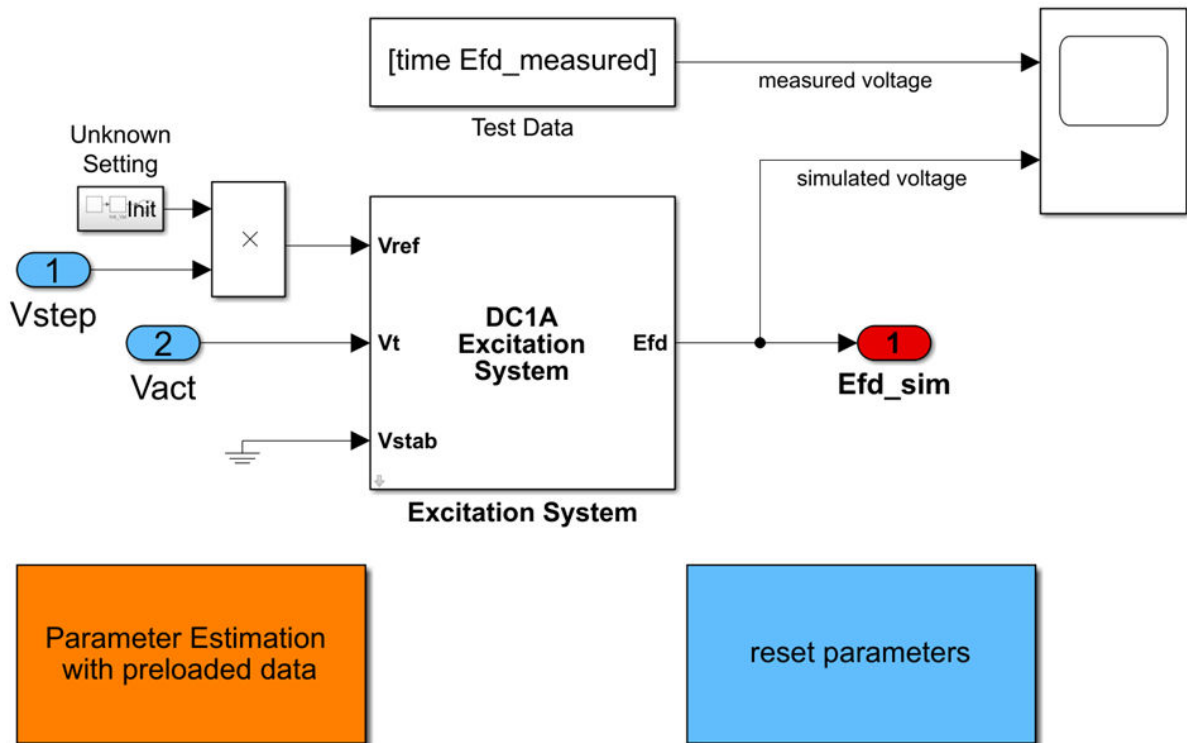 [time Efd_measured]
measured voltage
Test Data
Unknown
Setting
Init
simulated voltage
×
1
Vstep
Vref
2
Vact
Vt
DC1A
Excitation
System
Efd
1
Efd_sim
Vstab
Excitation System
Parameter Estimation
with preloaded data
reset parameters